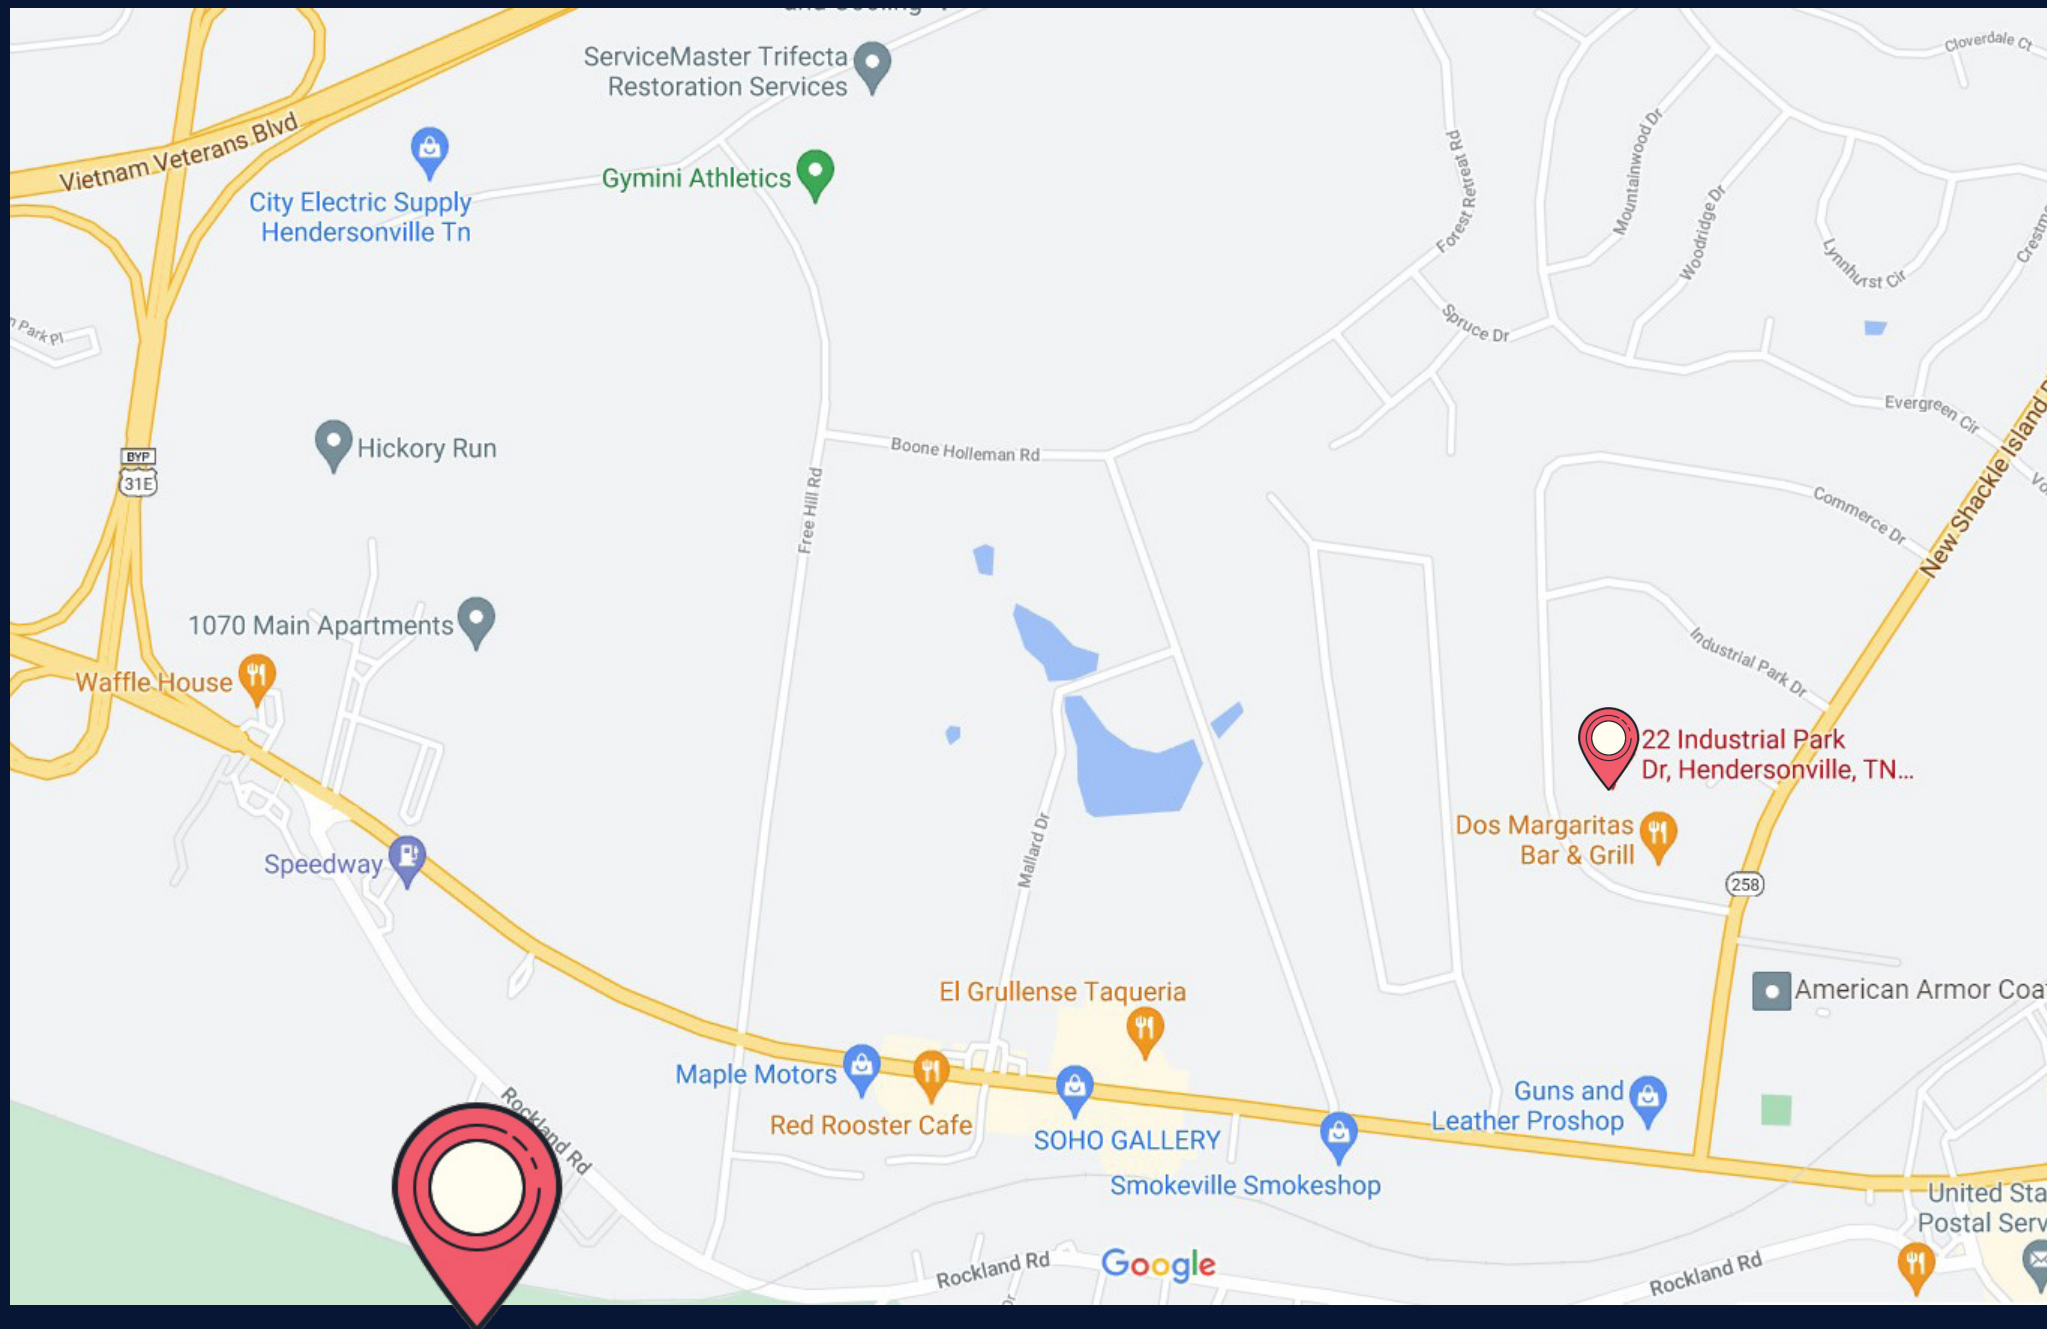 Cloverdale Ct
ServiceMaster Trifecta
Restoration Services
Vietnam Veterans Blvd
City Electric Supply
Hendersonville Tn
Gymini Athletics
Forest Retreat Rd
Mountainwood Dr
Woodridge Dr
Lynnhurst Cir
Park Pl
Spruce Dr
Evergreen Cir
BYP
31E
Hickory Run
Boone Holleman Rd
Free Hill Rd
Commerce Dr
New Shackle Island
1070 Main Apartments
Waffle House
Industrial Park Dr
22 Industrial Park
Dr, Hendersonville, TN...
Dos Margaritas
Bar & Grill
Speedway
Mallard Dr
258
El Grullense Taqueria
American Armor Coa
Maple Motors
Red Rooster Cafe
SOHO GALLERY
Smokeville Smokeshop
Guns and
Leather Proshop
Rockland Rd
United Sta
Postal Serv
Rockland Rd
Google
Rockland Rd